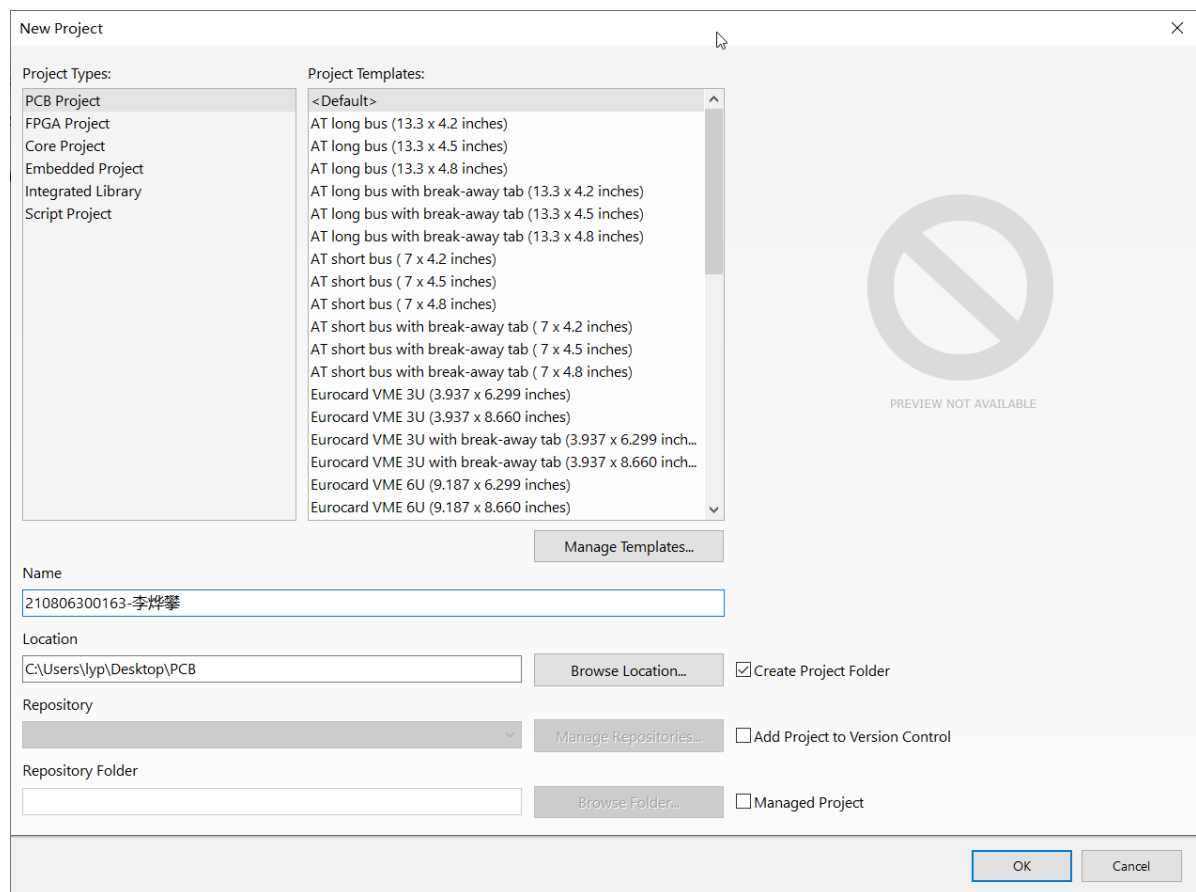 New Project
Project Types:
PCB Project
FPGA Project
Core Project
Embedded Project
Integrated Library
Script Project
Project Templates:
<Default>
AT long bus (13.3 x 4.2 inches)
AT long bus (13.3 x 4.5 inches)
AT long bus (13.3 x 4.8 inches)
AT long bus with break-away tab (13.3 x 4.2 inches)
AT long bus with break-away tab (13.3 x 4.5 inches)
AT long bus with break-away tab (13.3 x 4.8 inches)
AT short bus ( 7 x 4.2 inches)
AT short bus ( 7 x 4.5 inches)
AT short bus ( 7 x 4.8 inches)
AT short bus with break-away tab ( 7 x 4.2 inches)
AT short bus with break-away tab ( 7 x 4.5 inches)
AT short bus with break-away tab ( 7 x 4.8 inches)
Eurocard VME 3U (3.937 x 6.299 inches)
Eurocard VME 3U (3.937 x 8.660 inches)
Eurocard VME 3U with break-away tab (3.937 x 6.299 inch...
Eurocard VME 3U with break-away tab (3.937 x 8.660 inch...
Eurocard VME 6U (9.187 x 6.299 inches)
Eurocard VME 6U (9.187 x 8.660 inches)
PREVIEW NOT AVAILABLE
Manage Templates...
Name
210806300163-李烨攀
Location
C:\Users\lyp\Desktop\PCB
Browse Location...
Create Project Folder
Repository
Manage Repositories...
Add Project to Version Control
Repository Folder
Browse Folder...
Managed Project
OK
Cancel